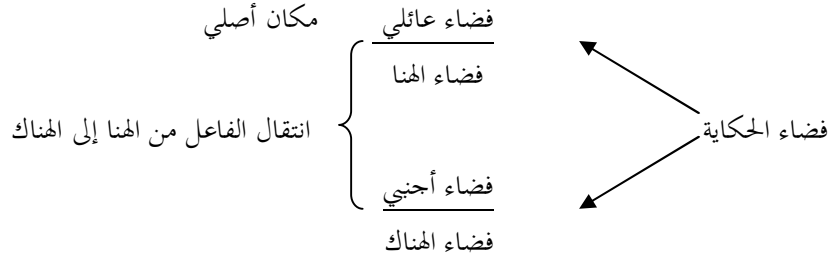 فضاء عائلي
مكان أصلي
فضاء الهنا
فضاء الحكاية
انتقال الفاعل من الهنا إلى الهناك
فضاء أجنبي
فضاء الهناك